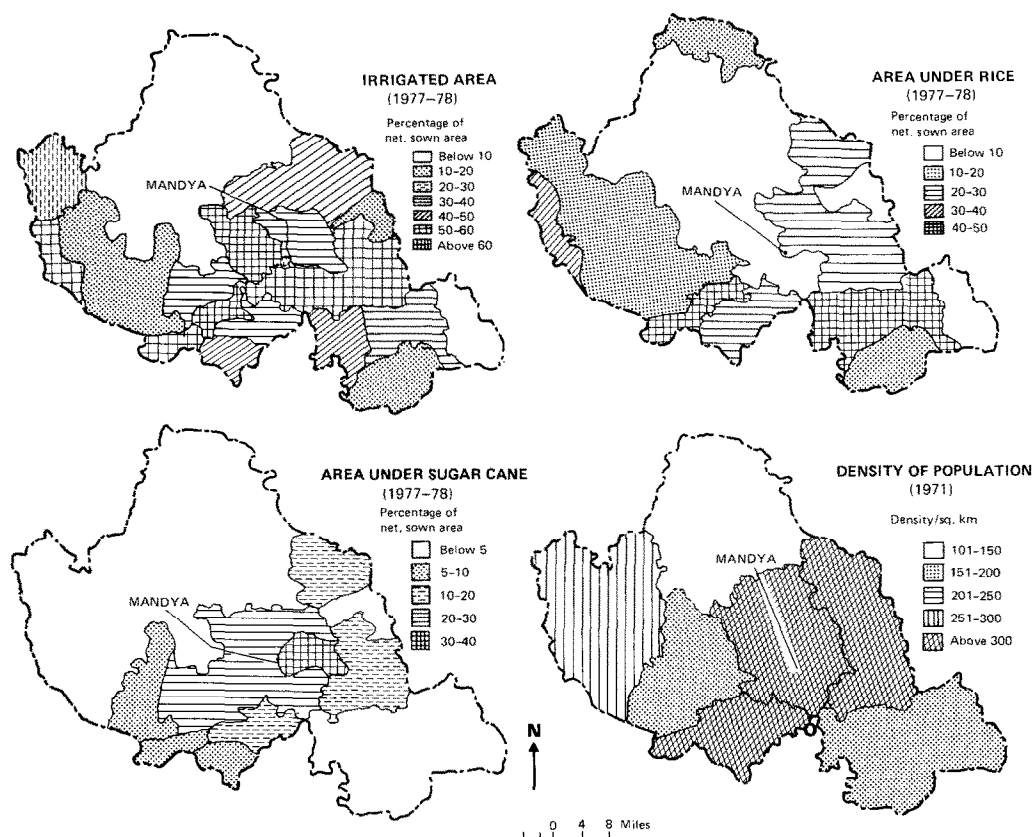 IRRIGATED AREA
(1977–78)
Percentage of
net. sown area
Below 10
10–20
20–30
30–40
40–50
50–60
Above 60
MANDYA
AREA UNDER RICE
(1977–78)
Percentage of
net. sown area
Below 10
10–20
20–30
30–40
40–50
MANDYA
AREA UNDER SUGAR CANE
(1977–78)
Percentage of
net. sown area
Below 5
5–10
10–20
20–30
30–40
MANDYA
DENSITY OF POPULATION
(1971)
Density/sq. km
101–150
151–200
201–250
251–300
Above 300
MANDYA
N
0 4 8 Miles